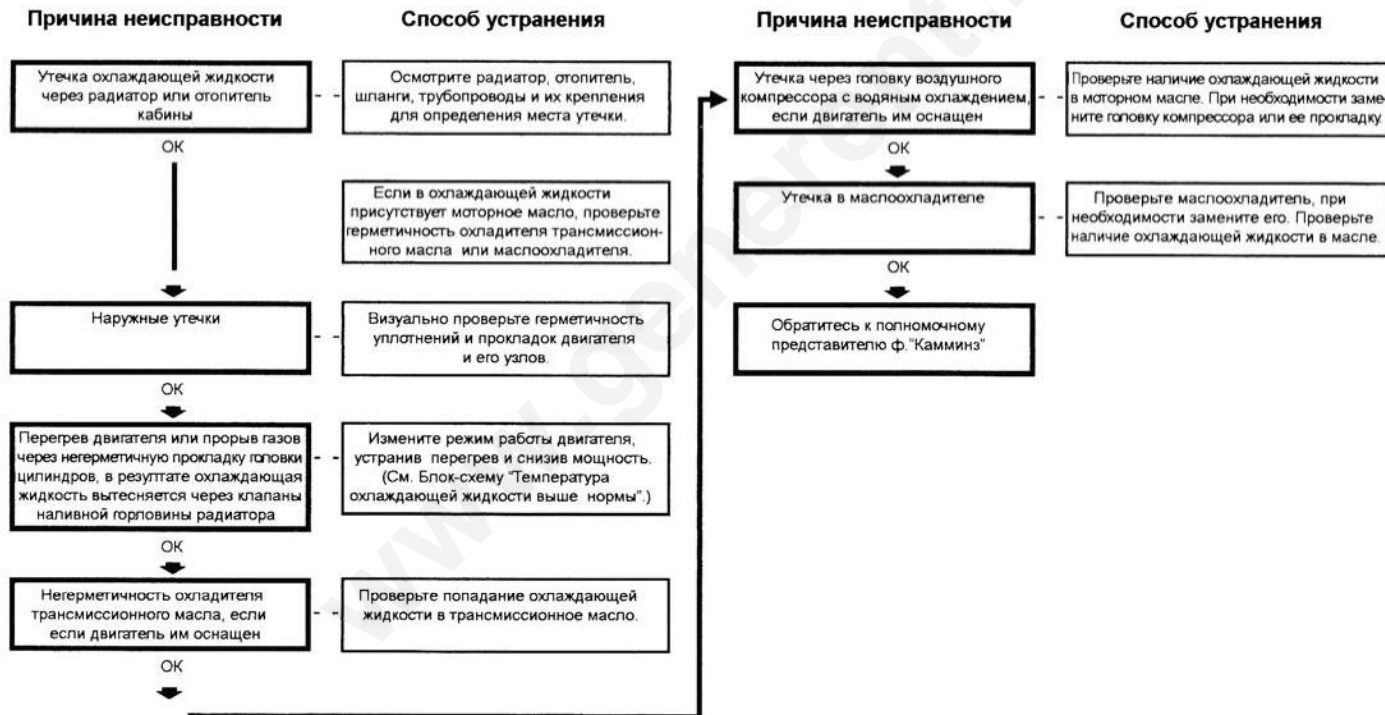 Причина неисправности
Способ устранения
Утечка охлаждающей жидкости
через радиатор или отопитель
кабины
Осмотрите радиатор, отопитель,
шланги, трубопроводы и их крепления
для определения места утечки.
OK
Если в охлаждающей жидкости
присутствует моторное масло, проверьте
герметичность охладителя трансмиссион-
ного масла или маслоохладителя.
Наружные утечки
Визуально проверьте герметичность
уплотнений и прокладок двигателя
и его узлов.
OK
Перегрев двигателя или прорыв газов
через негерметичную прокладку головки
цилиндров, в резултате охлаждающая
жидкость вытесняется через клапаны
наливной горловины радиатора
Измените режим работы двигателя,
устранив перегрев и снизив мощность.
(См. Блок-схему "Температура
охлаждающей жидкости выше нормы".)
OK
Негерметичность охладителя
трансмиссионного масла, если
если двигатель им оснащен
Проверьте попадание охлаждающей
жидкости в трансмиссионное масло.
OK
Причина неисправности
Способ устранения
Утечка через головку воздушного
компрессора с водяным охлаждением,
если двигатель им оснащен
Проверьте наличие охлаждающей жидкости
в моторном масле. При необходимости заме-
ните головку компрессора или ее прокладку.
OK
Утечка в маслоохладителе
Проверьте маслоохладитель, при
необходимости замените его. Проверьте
наличие охлаждающей жидкости в масле.
OK
Обратитесь к полномочному
представителю ф."Камминз"